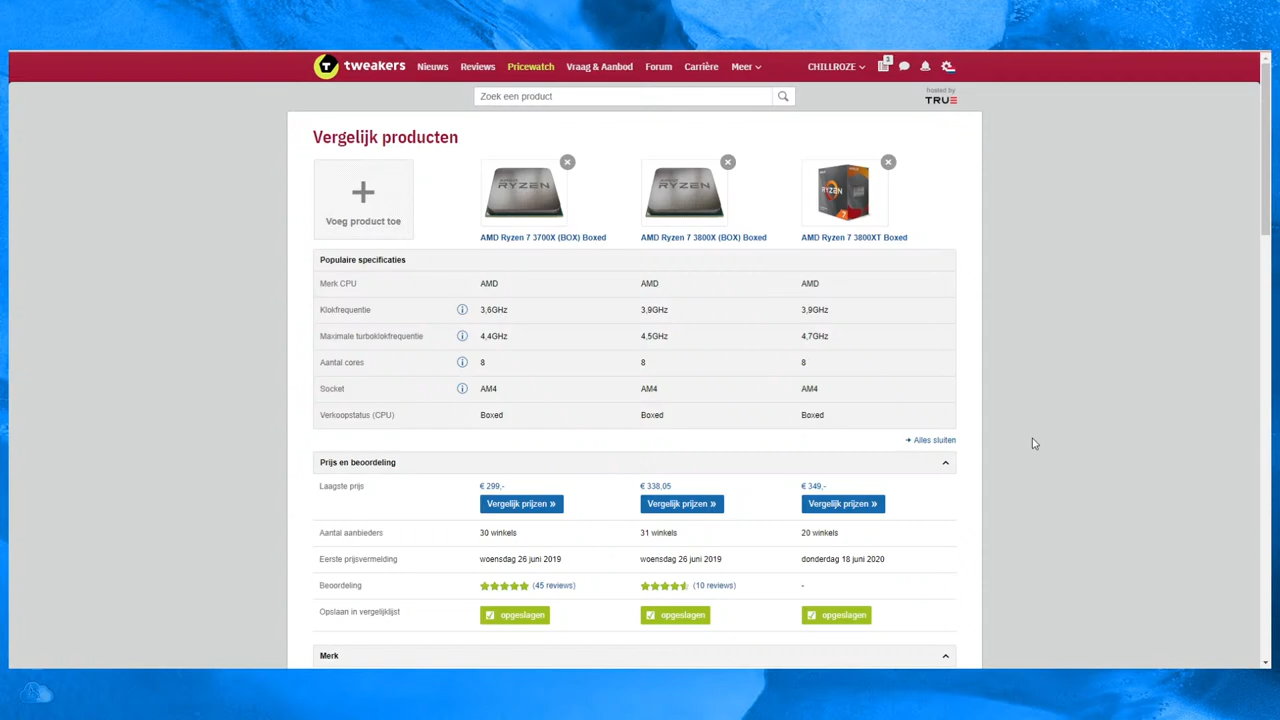 tweakers Nieuws Reviews Pricewatch Vraag & Aanbod Forum Carrière Meer CHILLROZE 3
Zoek een product
hosted by
TRUE
Vergelijk producten
Voeg product toe
RYZEN RYZEN RYZEN 7
AMD Ryzen 7 3700X (BOX) Boxed AMD Ryzen 7 3800X (BOX) Boxed AMD Ryzen 7 3800XT Boxed
Populaire specificaties
Merk CPU AMD AMD AMD
Klokfrequentie 3,6GHz 3,9GHz 3,9GHz
Maximale turboklokfrequentie 4,4GHz 4,5GHz 4,7GHz
Aantal cores 8 8 8
Socket AM4 AM4 AM4
Verkoopstatus (CPU) Boxed Boxed Boxed
Alles sluiten
Prijs en beoordeling
Laagste prijs € 299,- € 338,05 € 349,-
Vergelijk prijzen » Vergelijk prijzen » Vergelijk prijzen »
Aantal aanbieders 30 winkels 31 winkels 20 winkels
Eerste prijsvermelding woensdag 26 juni 2019 woensdag 26 juni 2019 donderdag 18 juni 2020
Beoordeling (45 reviews) (10 reviews) -
Opslaan in vergelijklijst opgeslagen opgeslagen opgeslagen
Merk